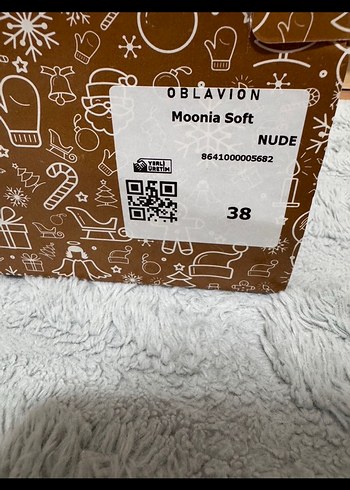 OBLAVION
Moonia Soft
NUDE
8641000005682
YERLİ
ÜRETİM
38